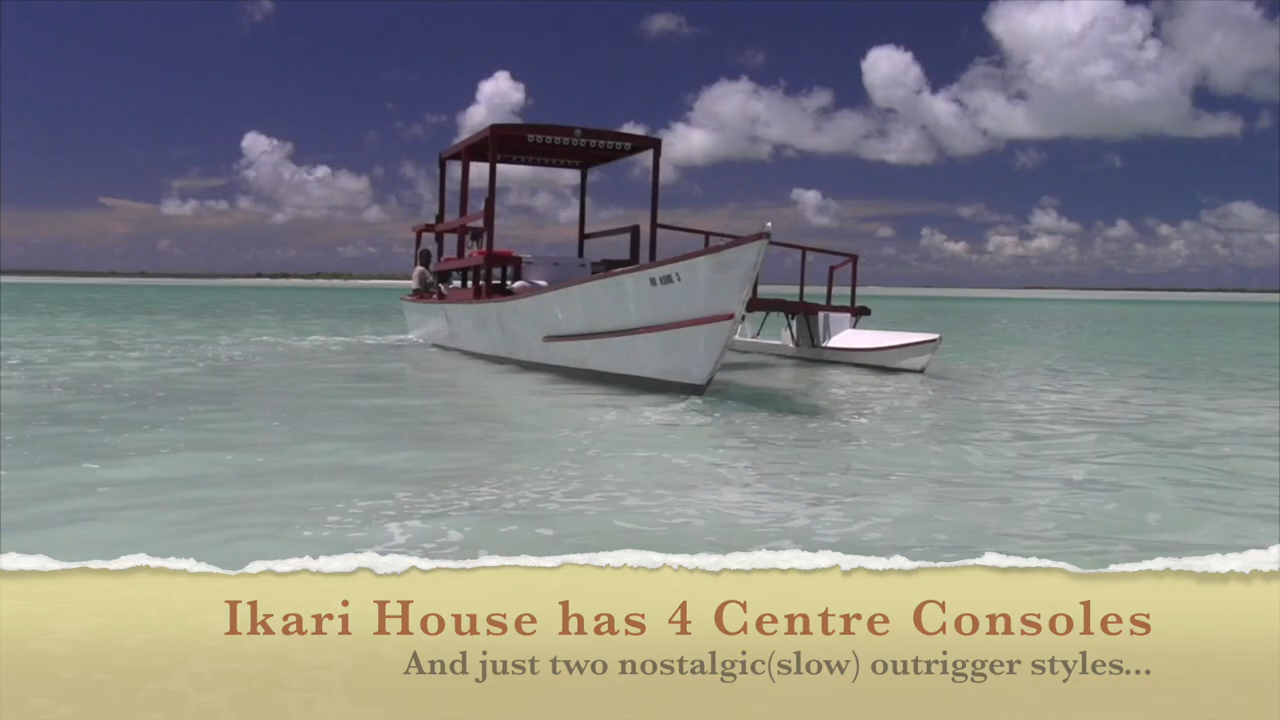 Ikari House has 4 Centre Consoles
And just two nostalgic(slow) outrigger styles...